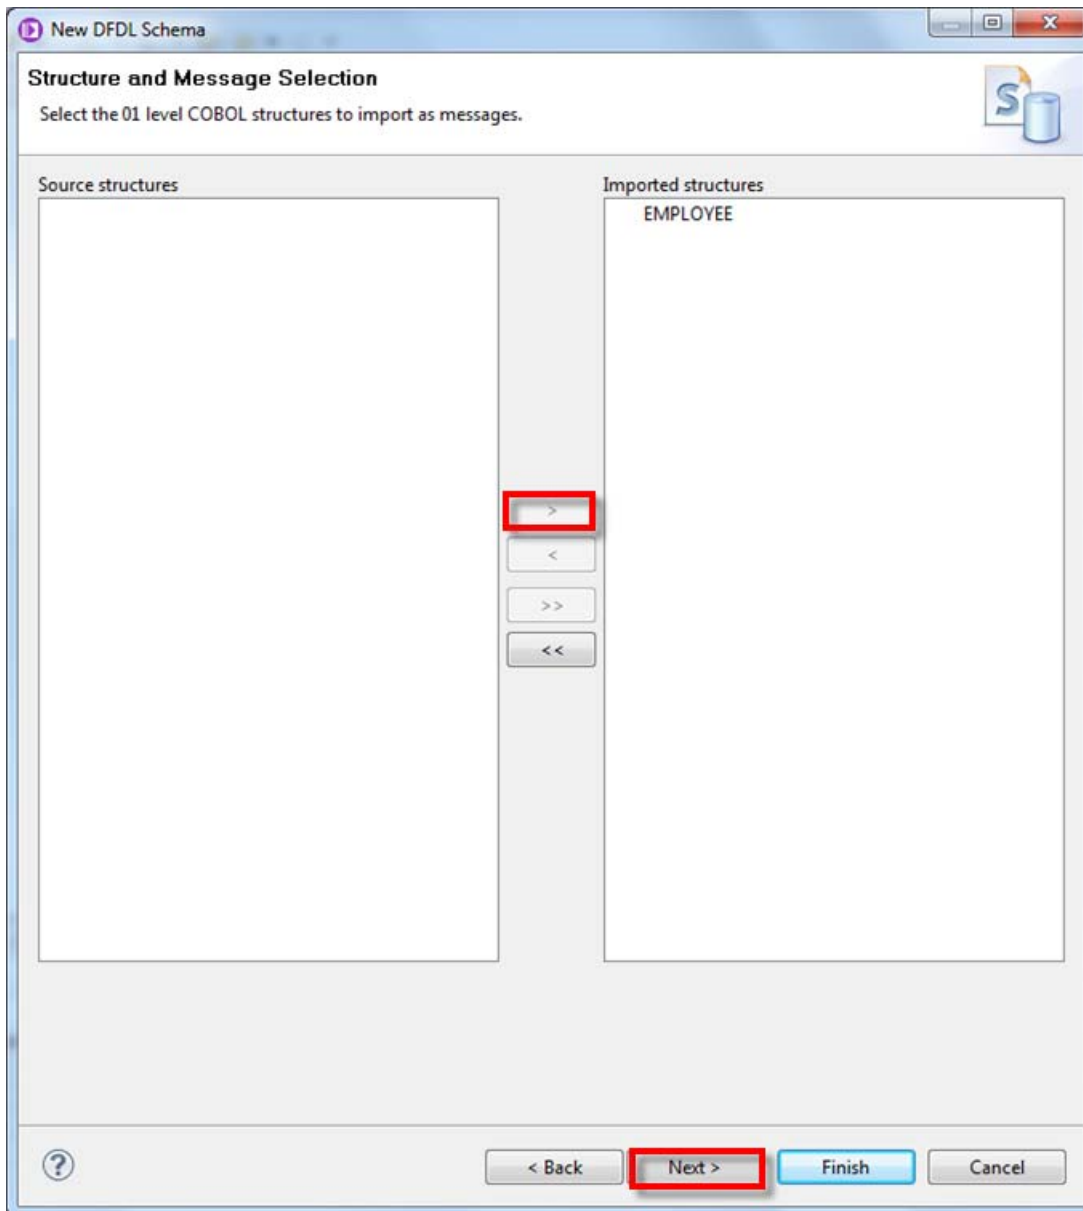 New DFDL Schema
Structure and Message Selection
Select the 01 level COBOL structures to import as messages.
Source structures
Imported structures
EMPLOYEE
>
<
>>
<<
?
< Back
Next >
Finish
Cancel